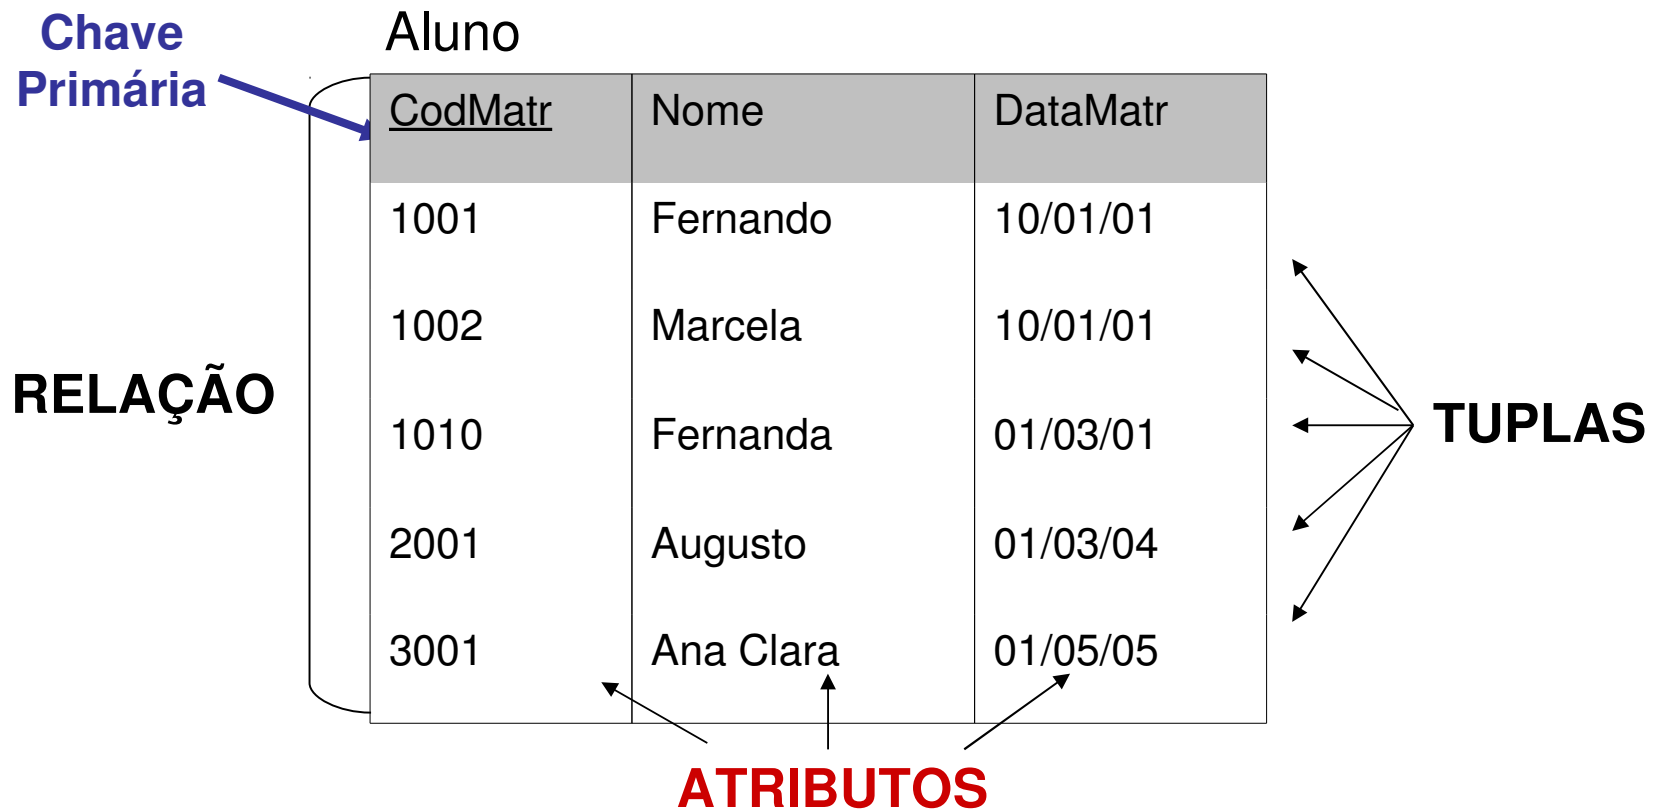 Chave
Primária
Aluno
CodMatr Nome DataMatr
1001 Fernando 10/01/01
1002 Marcela 10/01/01
RELAÇÃO
1010 Fernanda 01/03/01
TUPLAS
2001 Augusto 01/03/04
3001 Ana Clara 01/05/05
ATRIBUTOS